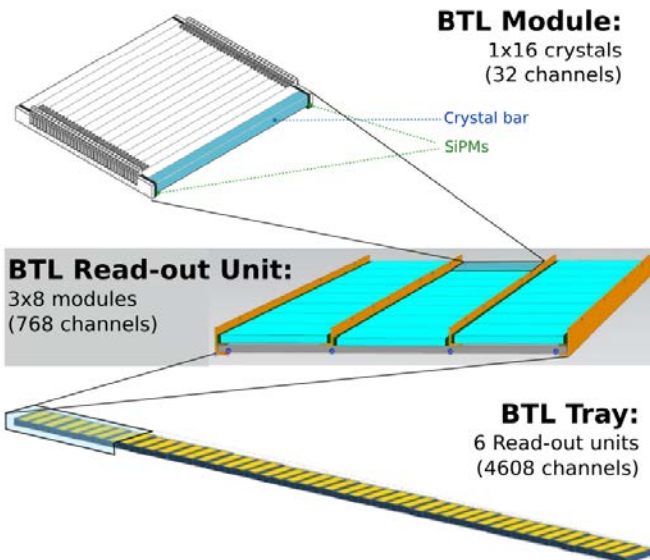 BTL Module:
1x16 crystals
(32 channels)
Crystal bar
SiPMs
BTL Read-out Unit:
3x8 modules
(768 channels)
BTL Tray:
6 Read-out units
(4608 channels)